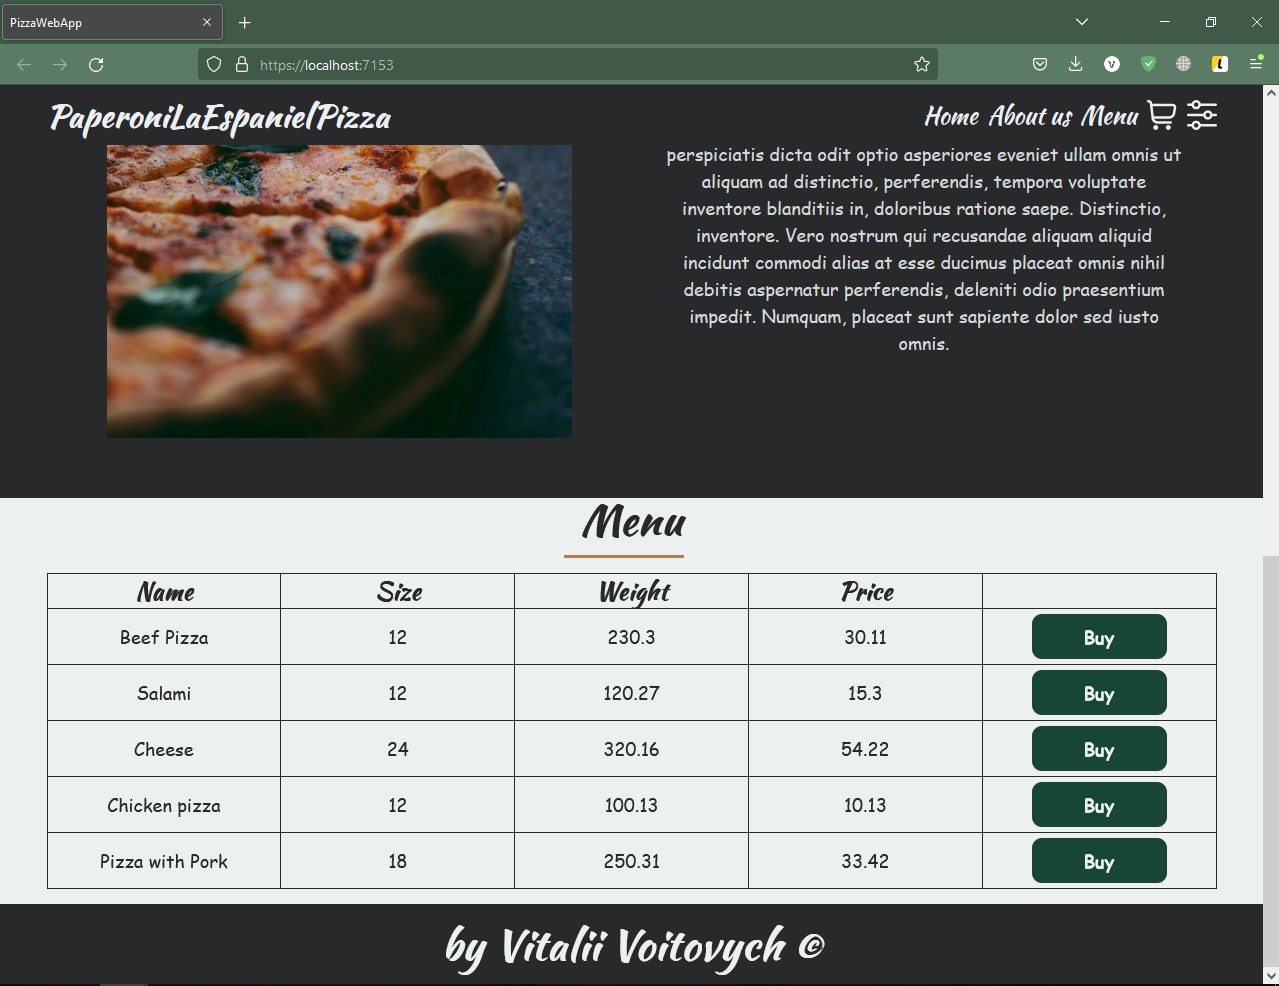 PizzaWebApp
https://localhost:7153
PaperoniLaEspanielPizza
Home About us Menu
perspiciatis dicta odit optio asperiores eveniet ullam omnis ut
aliquam ad distinctio, perferendis, tempora voluptate
inventore blanditiis in, doloribus ratione saepe. Distinctio,
inventore. Vero nostrum qui recusandae aliquam aliquid
incidunt commodi alias at esse ducimus placeat omnis nihil
debitis aspernatur perferendis, deleniti odio praesentium
impedit. Numquam, placeat sunt sapiente dolor sed iusto
omnis.
Menu
Name Size Weight Price
Beef Pizza 12 230.3 30.11 Buy
Salami 12 120.27 15.3 Buy
Cheese 24 320.16 54.22 Buy
Chicken pizza 12 100.13 10.13 Buy
Pizza with Pork 18 250.31 33.42 Buy
by Vitalii Voitovych ©